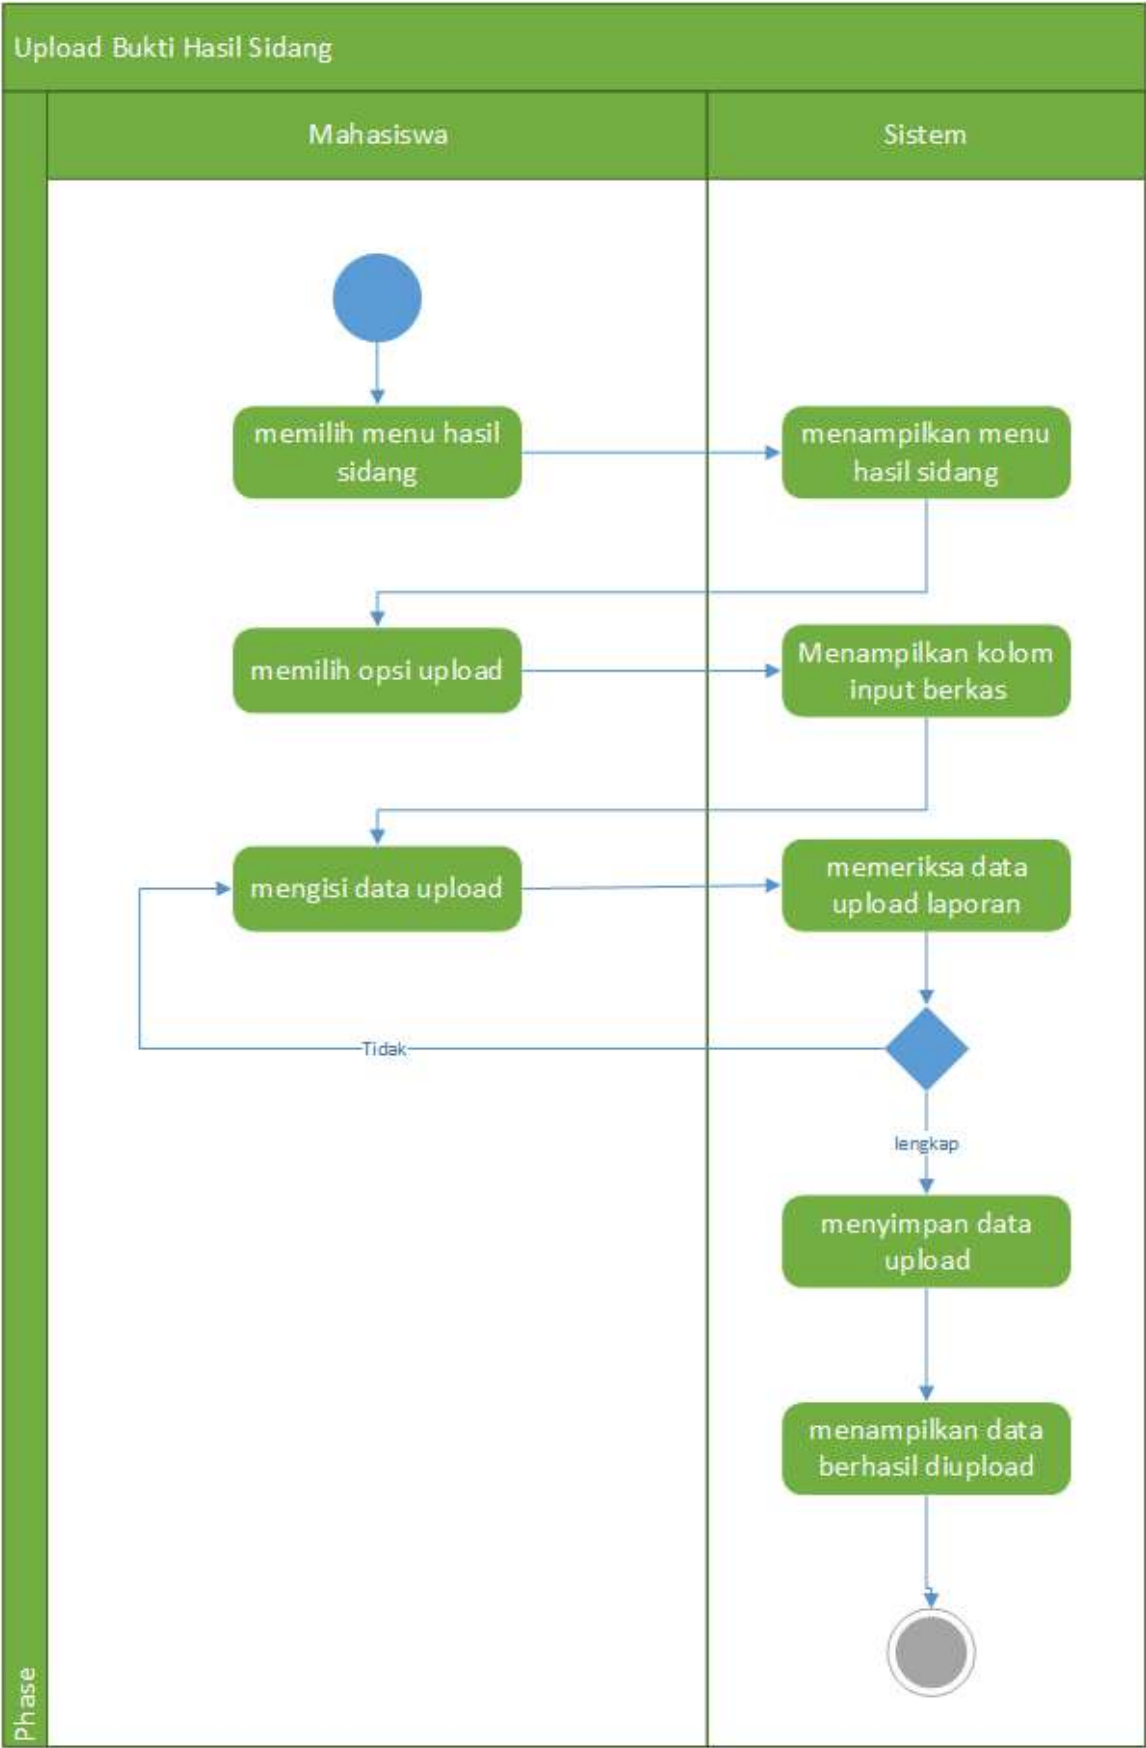 Upload Bukti Hasil Sidang
Mahasiswa
Sistem
memilih menu hasil
sidang
menampilkan menu
hasil sidang
memilih opsi upload
Menampilkan kolom
input berkas
mengisi data upload
memeriksa data
upload laporan
Tidak
lengkap
menyimpan data
upload
menampilkan data
berhasil diupload
Phase